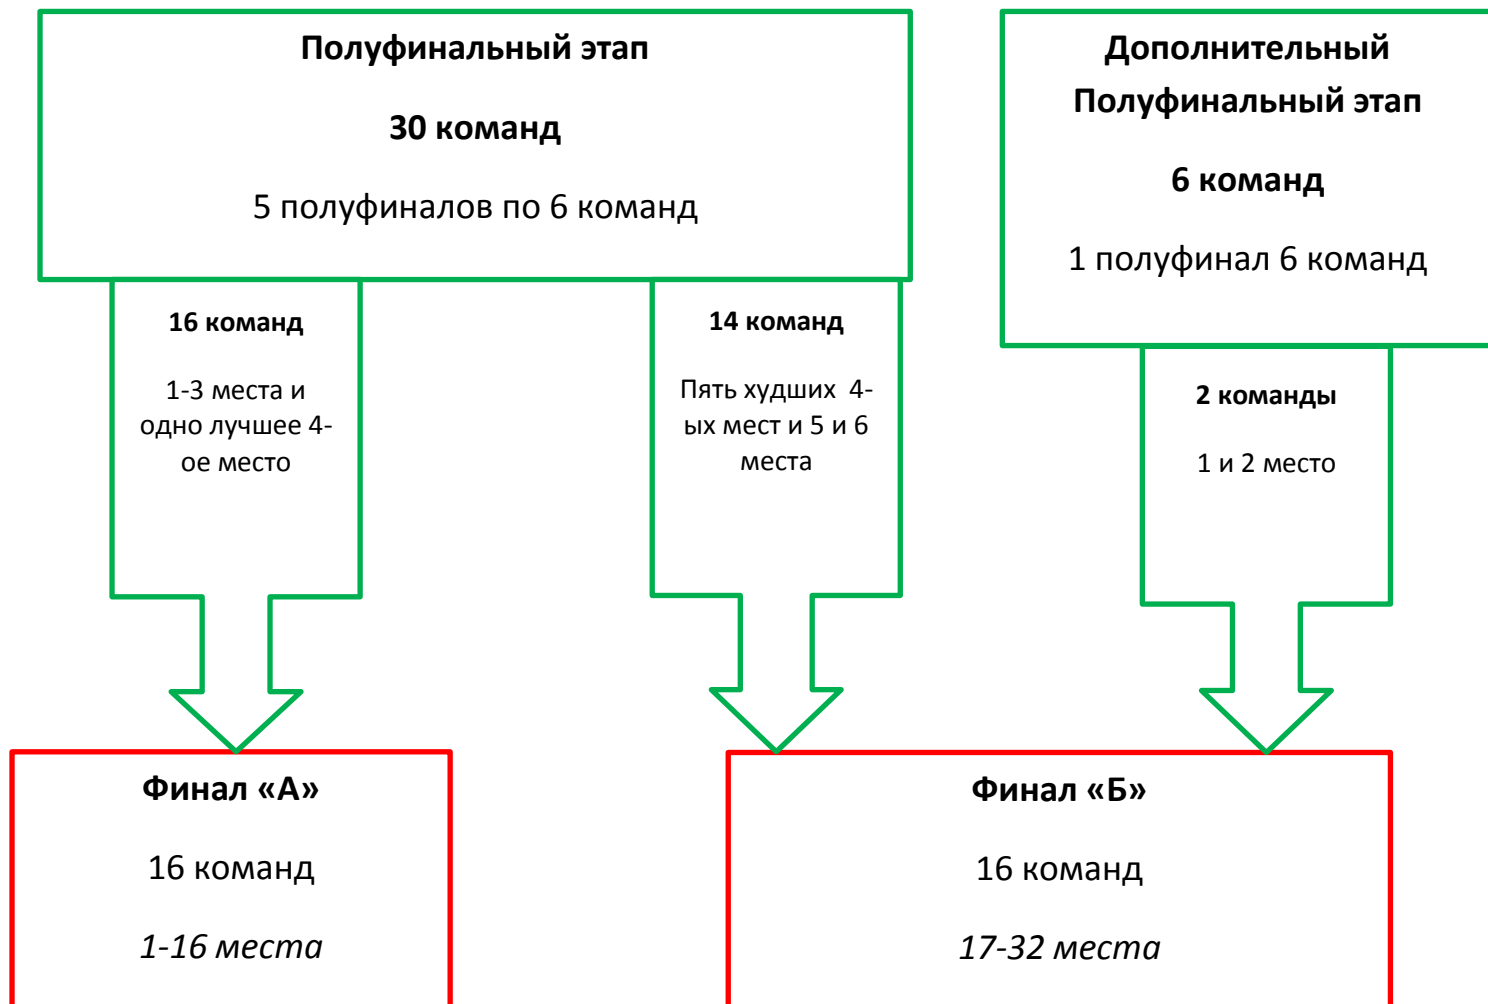 Полуфинальный этап
30 команд
5 полуфиналов по 6 команд
Дополнительный
Полуфинальный этап
6 команд
1 полуфинал 6 команд
16 команд
1-3 места и
одно лучшее 4-
ое место
14 команд
Пять худших 4-
ых мест и 5 и 6
места
2 команды
1 и 2 место
Финал «А»
16 команд
1-16 места
Финал «Б»
16 команд
17-32 места